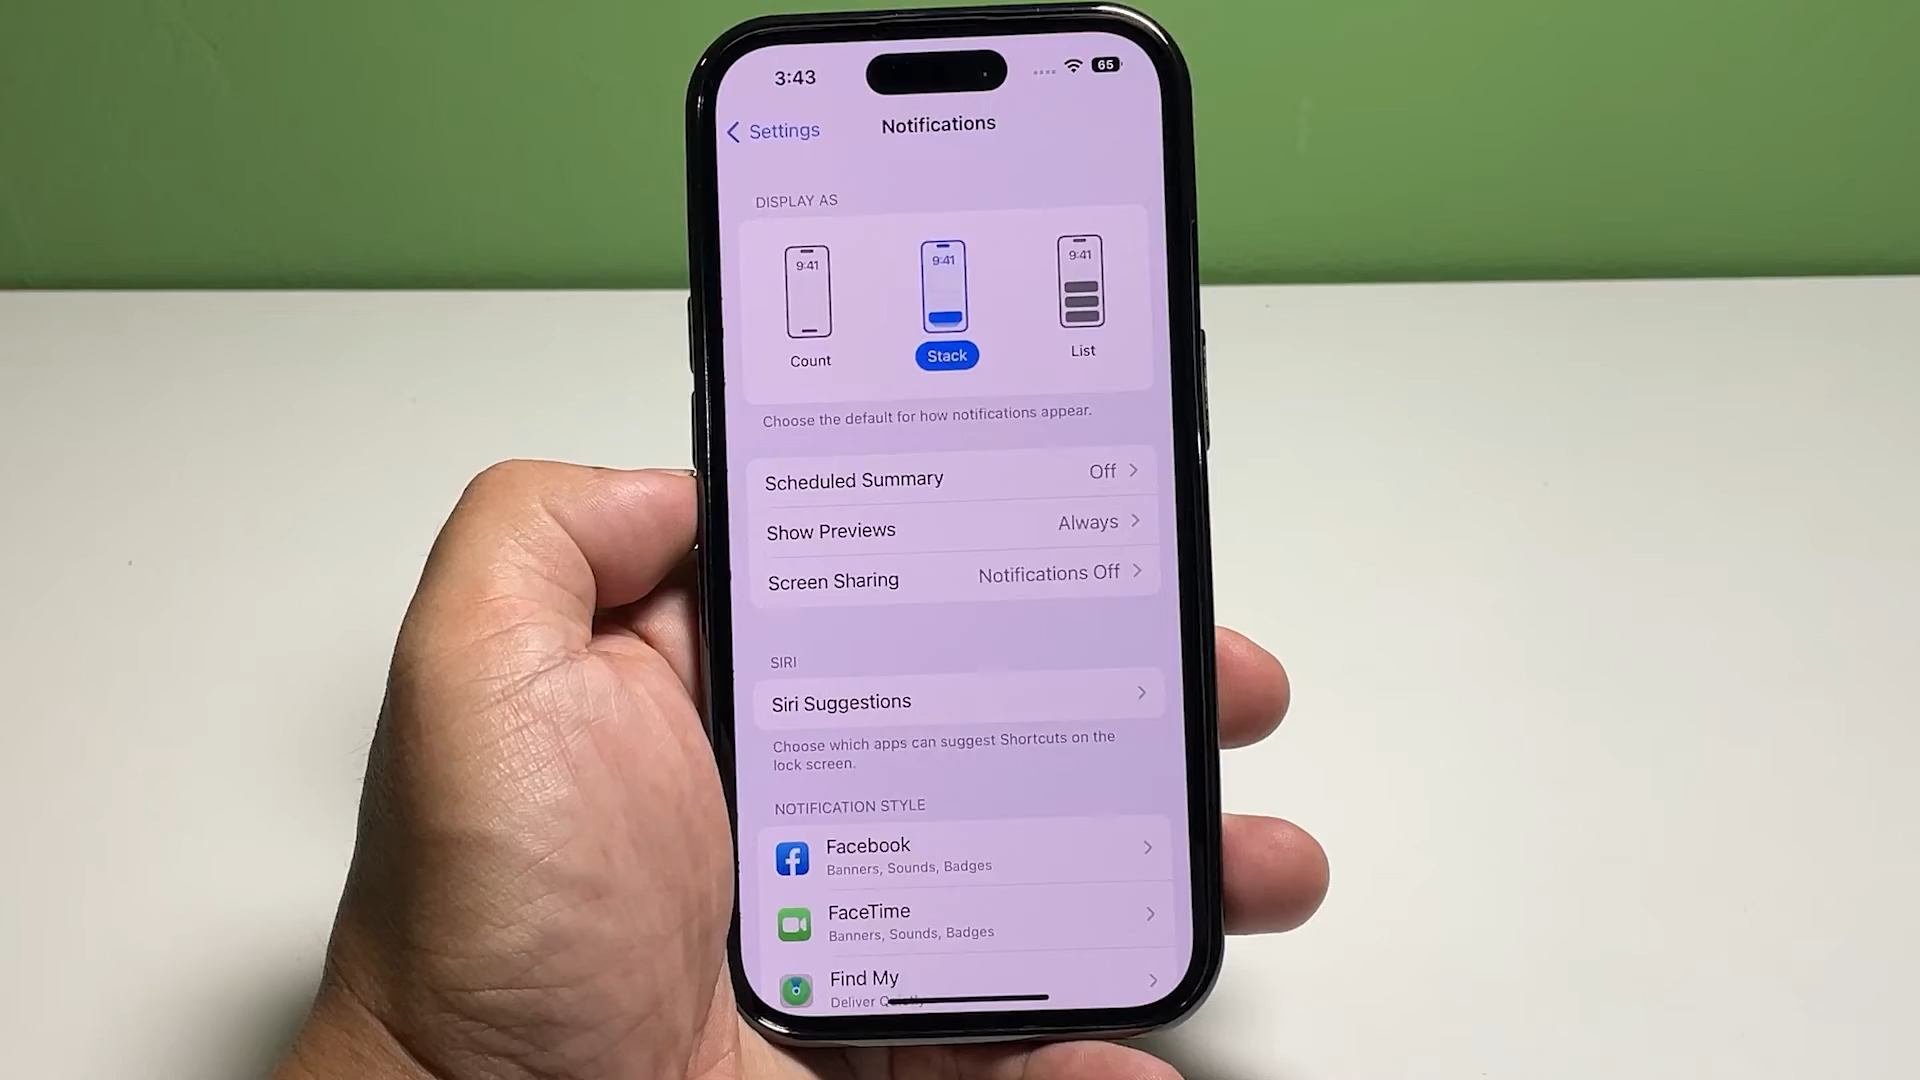 3:43
65
Settings
Notifications
DISPLAY AS
9:41
9:41
9:41
Count
Stack
List
Choose the default for how notifications appear.
Scheduled Summary
Off
Show Previews
Always
Screen Sharing
Notifications Off
SIRI
Siri Suggestions
Choose which apps can suggest Shortcuts on the
lock screen.
NOTIFICATION STYLE
Facebook
Banners, Sounds, Badges
FaceTime
Banners, Sounds, Badges
Find My
Deliver Quietly